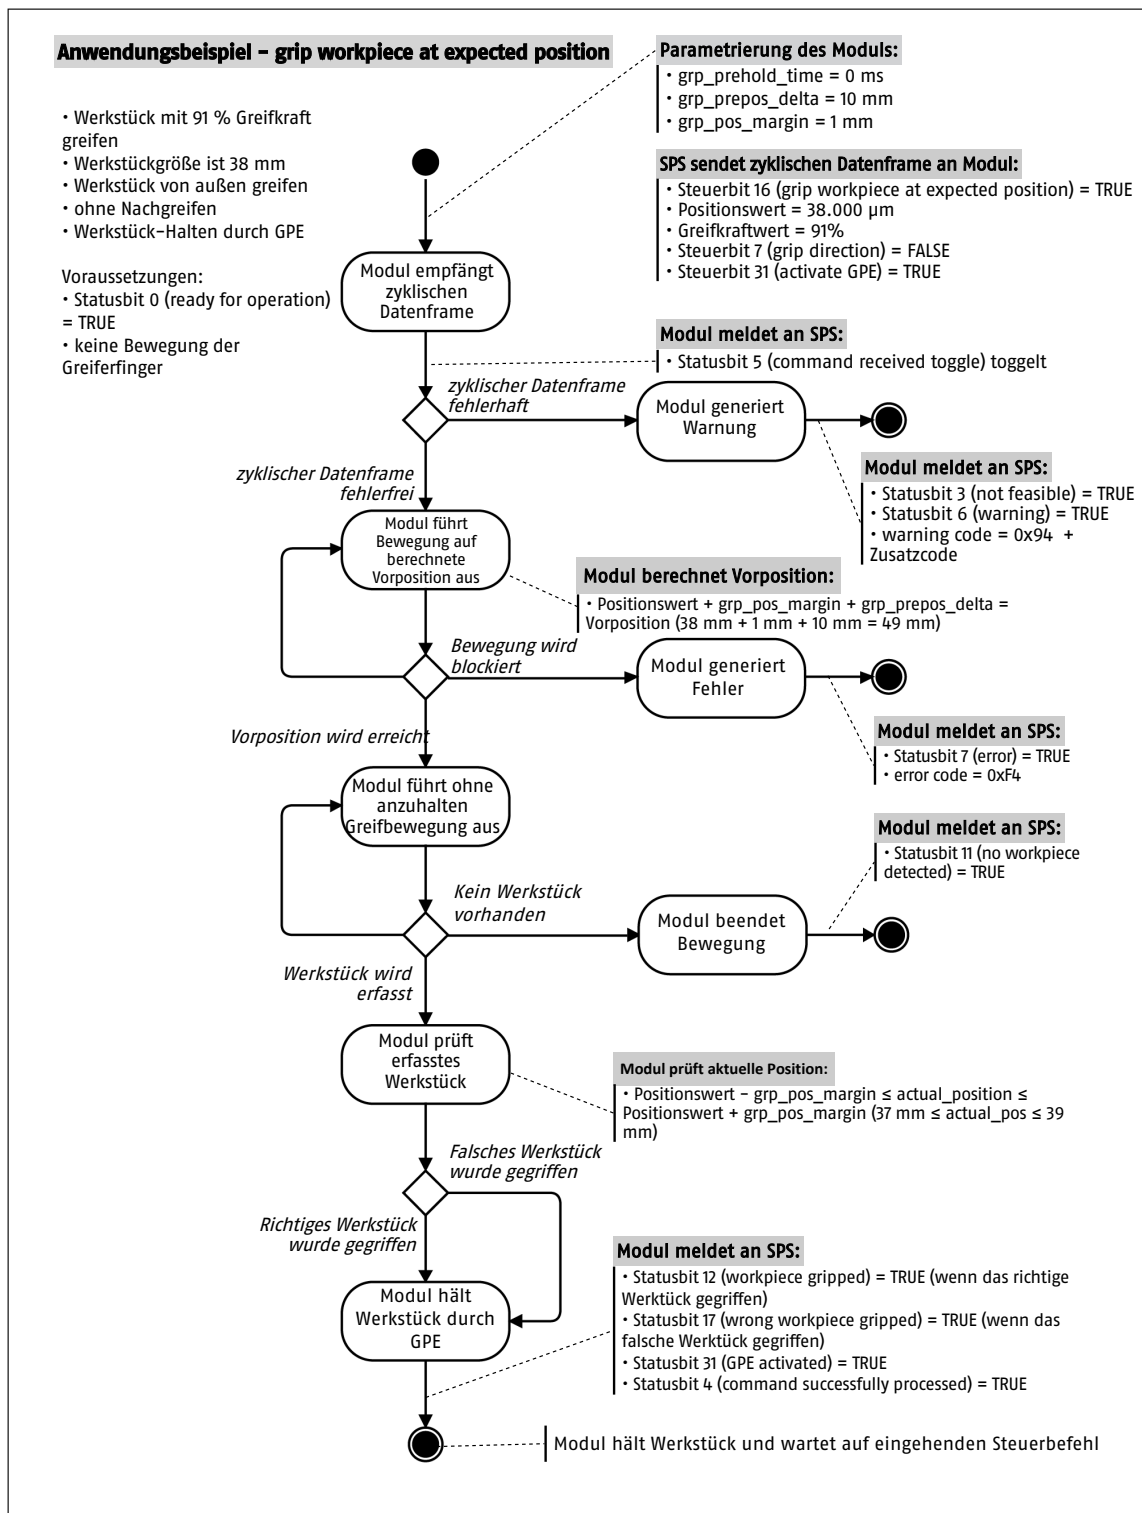 Anwendungsbeispiel – grip workpiece at expected position
• Werkstück mit 91 % Greifkraft
greifen
• Werkstückgröße ist 38 mm
• Werkstück von außen greifen
• ohne Nachgreifen
• Werkstück-Halten durch GPE
Voraussetzungen:
• Statusbit 0 (ready for operation)
= TRUE
• keine Bewegung der
Greiferfinger
Parametrierung des Moduls:
• grp_prehold_time = 0 ms
• grp_prepos_delta = 10 mm
• grp_pos_margin = 1 mm
SPS sendet zyklischen Datenframe an Modul:
• Steuerbit 16 (grip workpiece at expected position) = TRUE
• Positionswert = 38.000 µm
• Greifkraftwert = 91%
• Steuerbit 7 (grip direction) = FALSE
• Steuerbit 31 (activate GPE) = TRUE
Modul empfängt
zyklischen
Datenframe
Modul meldet an SPS:
• Statusbit 5 (command received toggle) toggelt
zyklischer Datenframe
fehlerhaft
Modul generiert
Warnung
Modul meldet an SPS:
• Statusbit 3 (not feasible) = TRUE
• Statusbit 6 (warning) = TRUE
• warning code = 0x94 +
Zusatzcode
zyklischer Datenframe
fehlerfrei
Modul führt
Bewegung auf
berechnete
Vorposition aus
Modul berechnet Vorposition:
• Positionswert + grp_pos_margin + grp_prepos_delta =
Vorposition (38 mm + 1 mm + 10 mm = 49 mm)
Bewegung wird
blockiert
Modul generiert
Fehler
Modul meldet an SPS:
• Statusbit 7 (error) = TRUE
• error code = 0xF4
Vorposition wird erreicht
Modul führt ohne
anzuhalten
Greifbewegung aus
Modul meldet an SPS:
• Statusbit 11 (no workpiece
detected) = TRUE
Kein Werkstück
vorhanden
Modul beendet
Bewegung
Werkstück wird
erfasst
Modul prüft
erfasstes
Werkstück
Modul prüft aktuelle Position:
• Positionswert - grp_pos_margin ≤ actual_position ≤
Positionswert + grp_pos_margin (37 mm ≤ actual_pos ≤ 39
mm)
Falsches Werkstück
wurde gegriffen
Richtiges Werkstück
wurde gegriffen
Modul hält
Werkstück durch
GPE
Modul meldet an SPS:
• Statusbit 12 (workpiece gripped) = TRUE (wenn das richtige
Werktück gegriffen)
• Statusbit 17 (wrong workpiece gripped) = TRUE (wenn das
falsche Werktück gegriffen)
• Statusbit 31 (GPE activated) = TRUE
• Statusbit 4 (command successfully processed) = TRUE
Modul hält Werkstück und wartet auf eingehenden Steuerbefehl